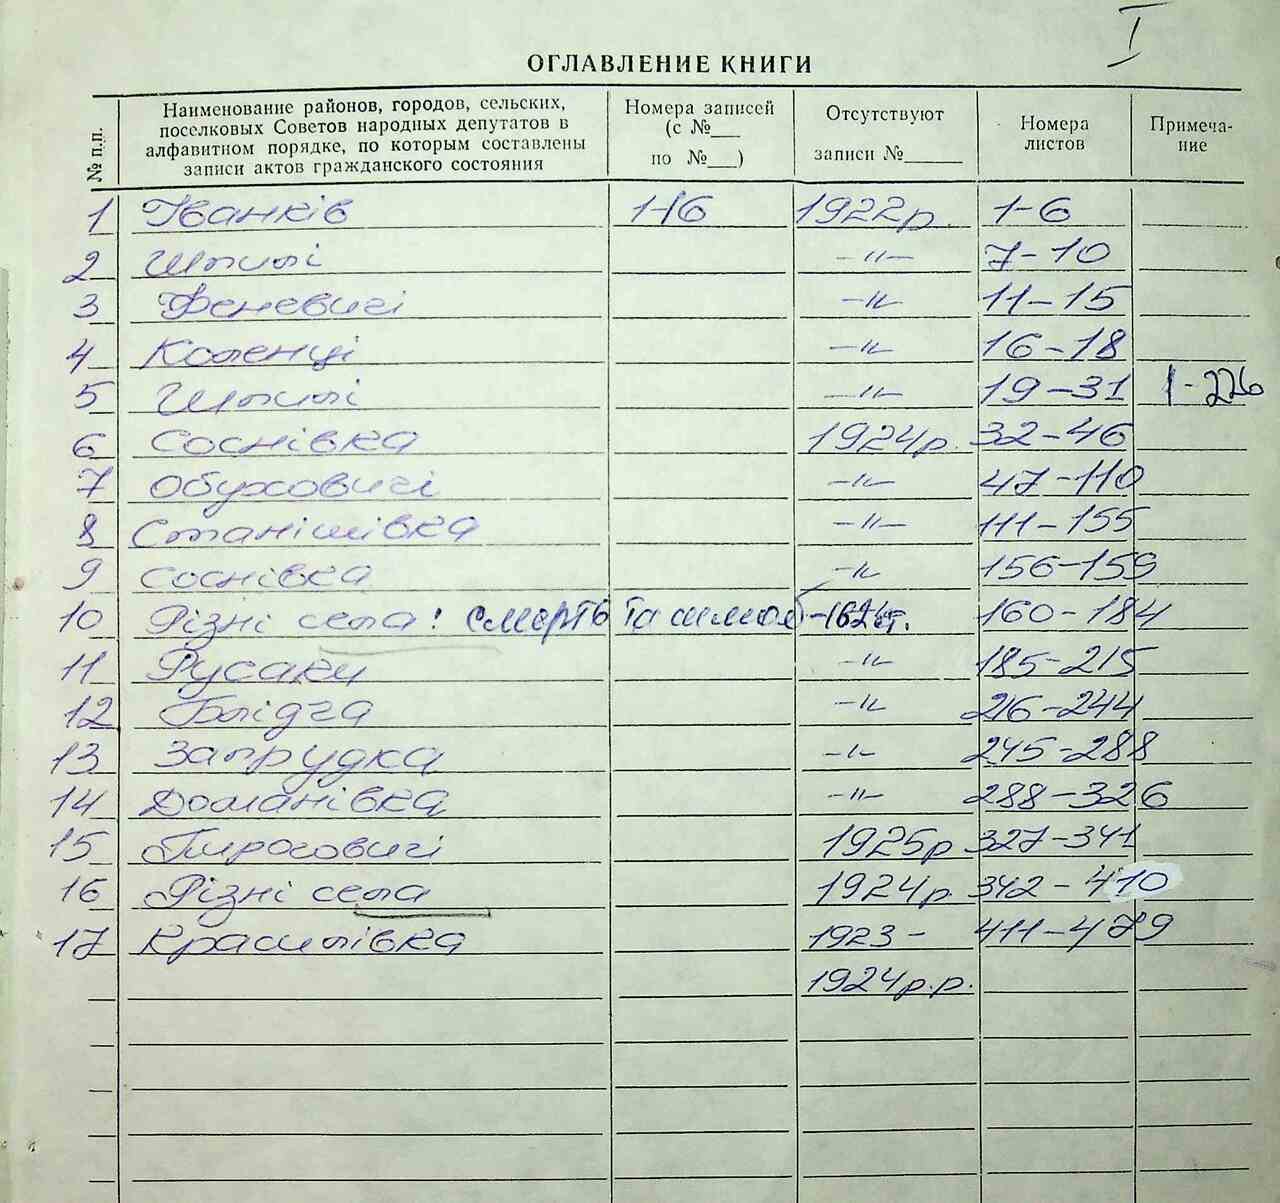 I
ОГЛАВЛЕНИЕ КНИГИ
№ п.п.
Наименование районов, городов, сельских,
поселковых Советов народных депутатов в
алфавитном порядке, по которым составлены
записи актов гражданского состояния
Номера записей
(с №___
по №___)
Отсутствуют
записи №______
Номера
листов
Примеча-
ние
1 Іванків 1-16 1922р. 1-6
2 Шпилі -"- 7-10
3 Феневичі -"- 11-15
4 Коленці -"- 16-18
5 Шпилі -"- 19-31 1-226
6 Соснівка 1924р. 32-46
7 Обуховичі -"- 47-110
8 Станішівка -"- 111-155
9 Соснівка -"- 156-159
10 Різні села: смерть та шлюб 160-184
11 Русаки -"- 185-215
12 Блідча -"- 216-244
13 Запрудка -"- 245-288
14 Доманівка -"- 288-326
15 Пироговичі 1925р 327-341
16 Різні села 1924р 342-410
17 Красилівка 1923- 411-479
1924р.р.